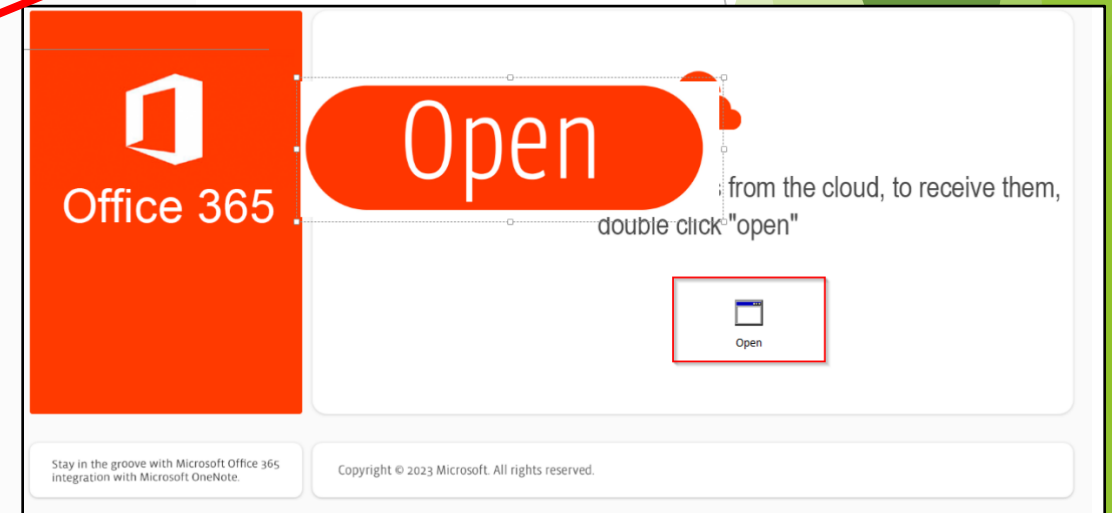 Open
Office 365
from the cloud, to receive them,
double click "open"
Open
Stay in the groove with Microsoft Office 365
integration with Microsoft OneNote.
Copyright © 2023 Microsoft. All rights reserved.